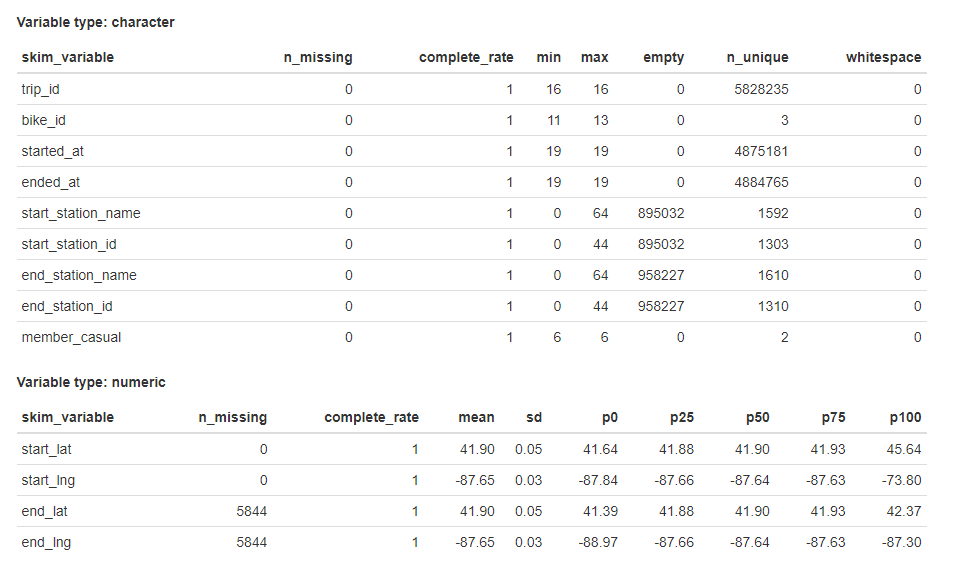 Variable type: character
skim_variable n_missing complete_rate min max empty n_unique whitespace
trip_id 0 1 16 16 0 5828235 0
bike_id 0 1 11 13 0 3 0
started_at 0 1 19 19 0 4875181 0
ended_at 0 1 19 19 0 4884765 0
start_station_name 0 1 0 64 895032 1592 0
start_station_id 0 1 0 44 895032 1303 0
end_station_name 0 1 0 64 958227 1610 0
end_station_id 0 1 0 44 958227 1310 0
member_casual 0 1 6 6 0 2 0
Variable type: numeric
skim_variable n_missing complete_rate mean sd p0 p25 p50 p75 p100
start_lat 0 1 41.90 0.05 41.64 41.88 41.90 41.93 45.64
start_lng 0 1 -87.65 0.03 -87.84 -87.66 -87.64 -87.63 -73.80
end_lat 5844 1 41.90 0.05 41.39 41.88 41.90 41.93 42.37
end_lng 5844 1 -87.65 0.03 -88.97 -87.66 -87.64 -87.63 -87.30